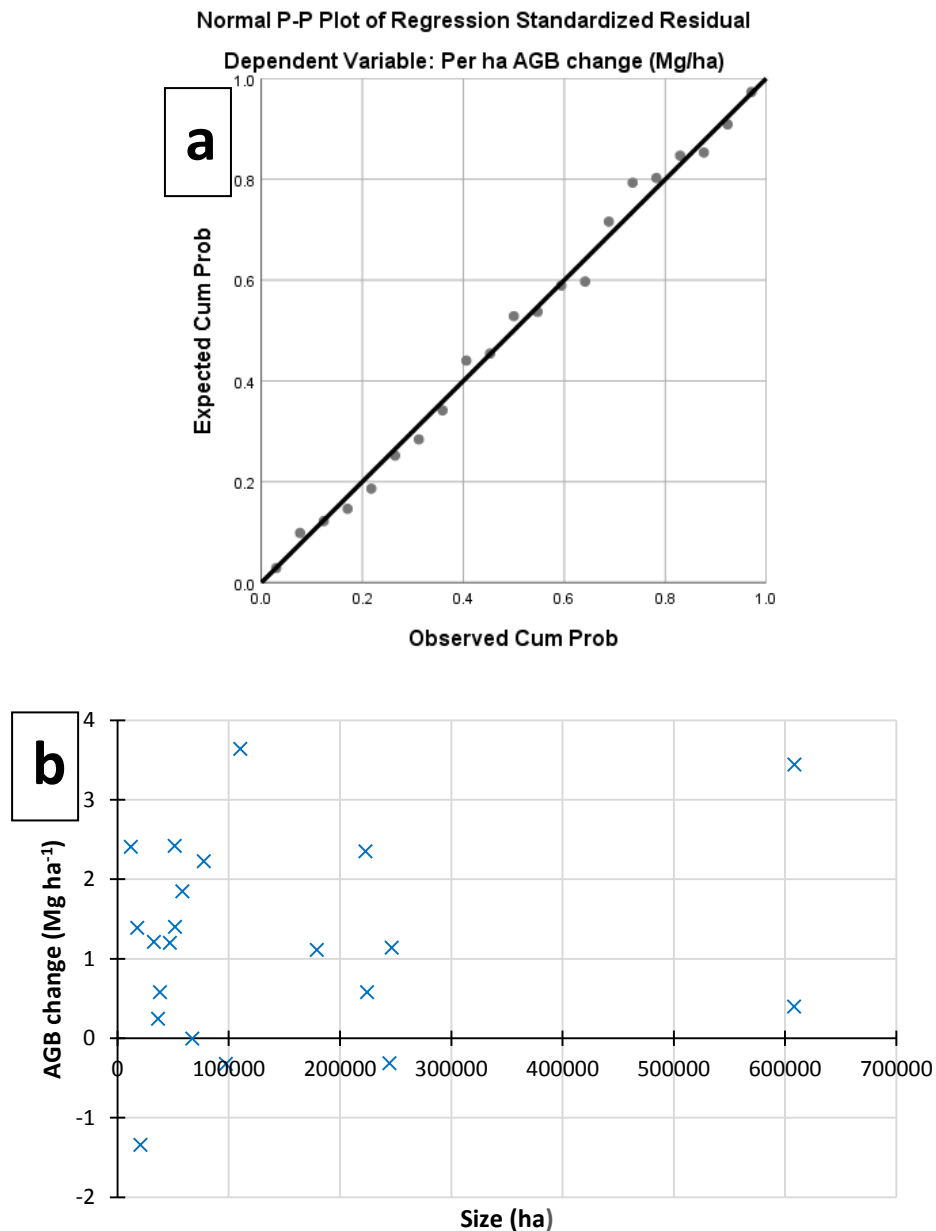 Normal P-P Plot of Regression Standardized Residual
Dependent Variable: Per ha AGB change (Mg/ha)
a
1.0
0.8
0.6
0.4
0.2
0.0
Expected Cum Prob
0.0 0.2 0.4 0.6 0.8 1.0
Observed Cum Prob
b
4
3
2
1
0
-1
-2
AGB change (Mg ha⁻¹)
0 100000 200000 300000 400000 500000 600000 700000
Size (ha)